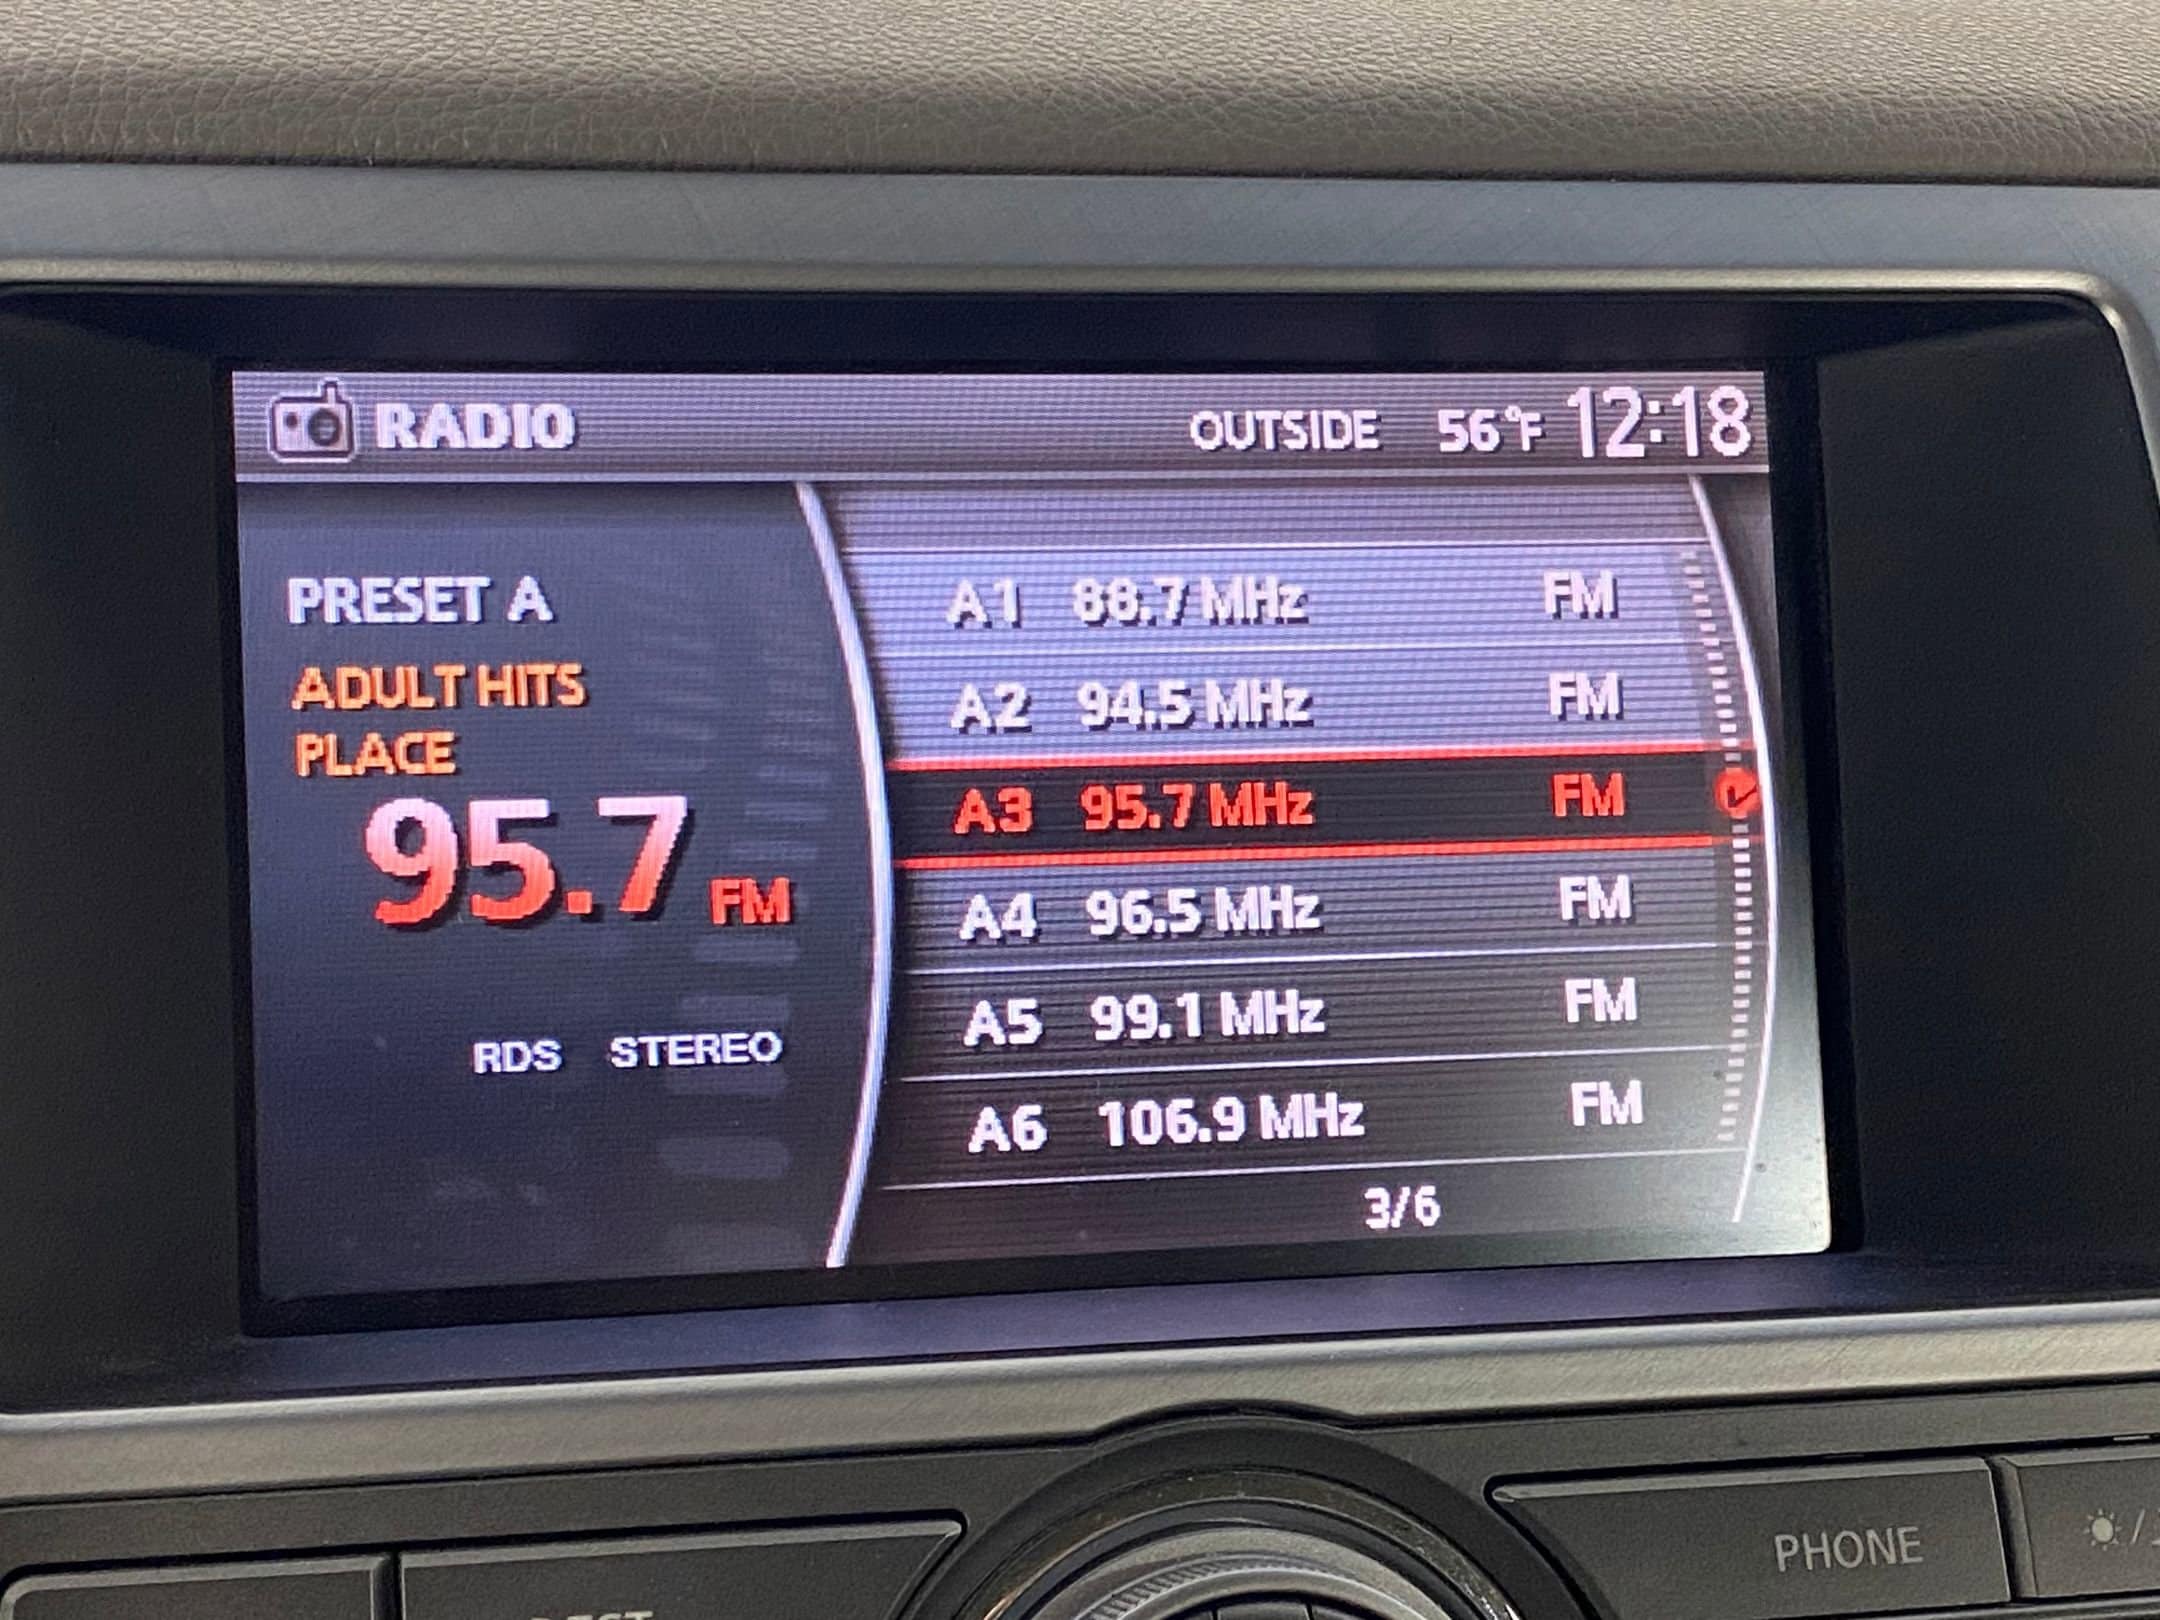 RADIO OUTSIDE 56°F 12:18
PRESET A
ADULT HITS
PLACE
95.7 FM
RDS STEREO
A1 88.7 MHz FM
A2 94.5 MHz FM
A3 95.7 MHz FM
A4 96.5 MHz FM
A5 99.1 MHz FM
A6 106.9 MHz FM
3/6
PHONE